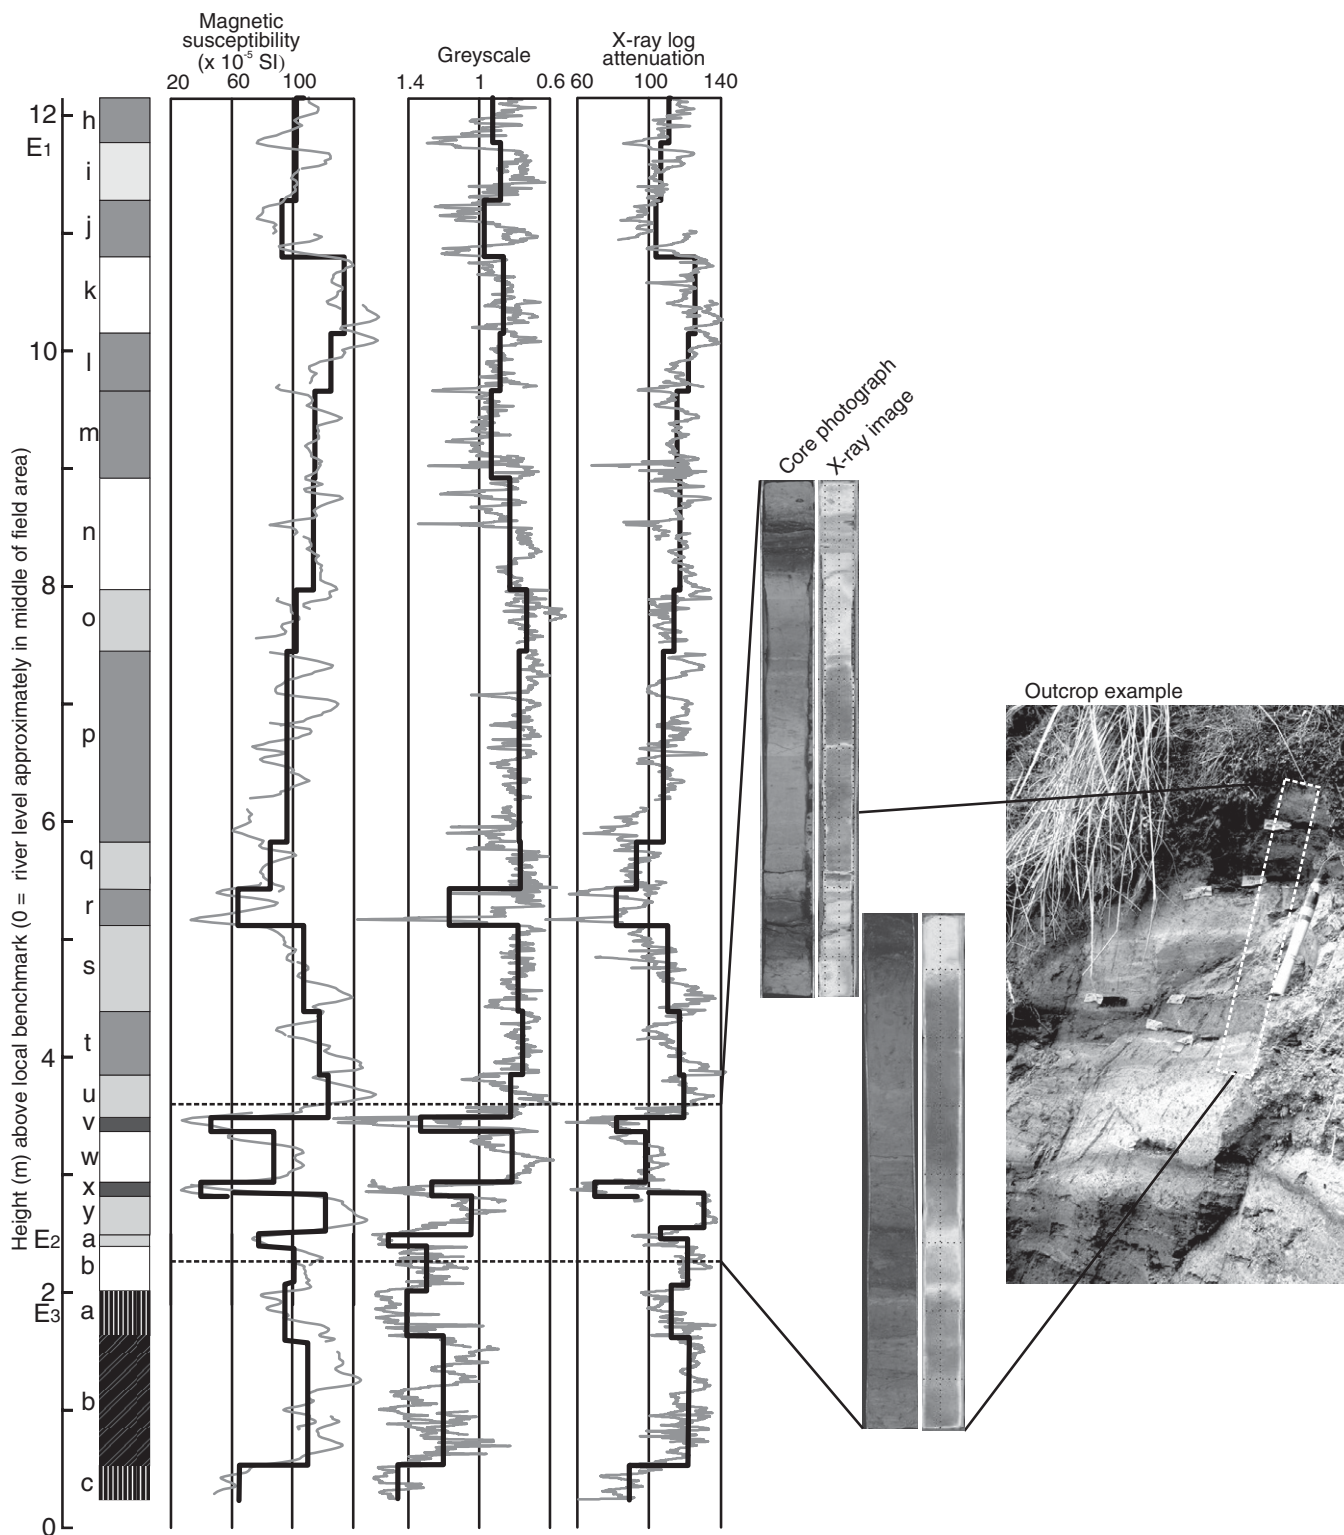 Magnetic
susceptibility
(x 10⁻⁵ SI)
20 60 100
Greyscale
1.4 1 0.6
X-ray log
attenuation
60 100 140
Height (m) above local benchmark (0 = river level approximately in middle of field area)
12
E1
10
8
6
4
E2
2
E3
0
h
i
j
k
l
m
n
o
p
q
r
s
t
u
v
w
x
y
a
b
a
b
c
Core photograph
X-ray image
Outcrop example